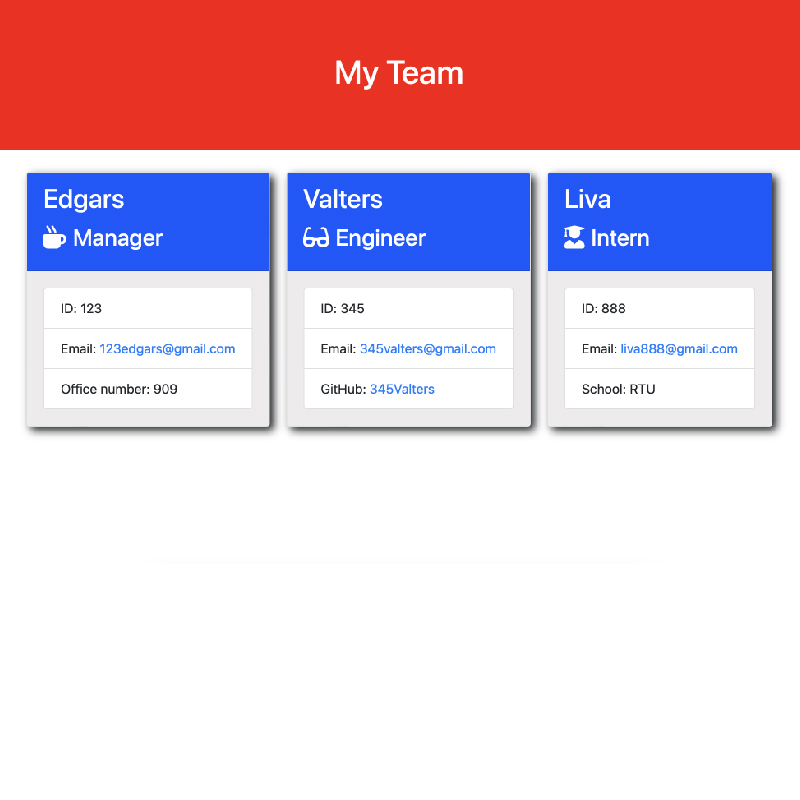 My Team
Edgars
Manager
ID: 123
Email: 123edgars@gmail.com
Office number: 909
Valters
Engineer
ID: 345
Email: 345valters@gmail.com
GitHub: 345Valters
Liva
Intern
ID: 888
Email: liva888@gmail.com
School: RTU